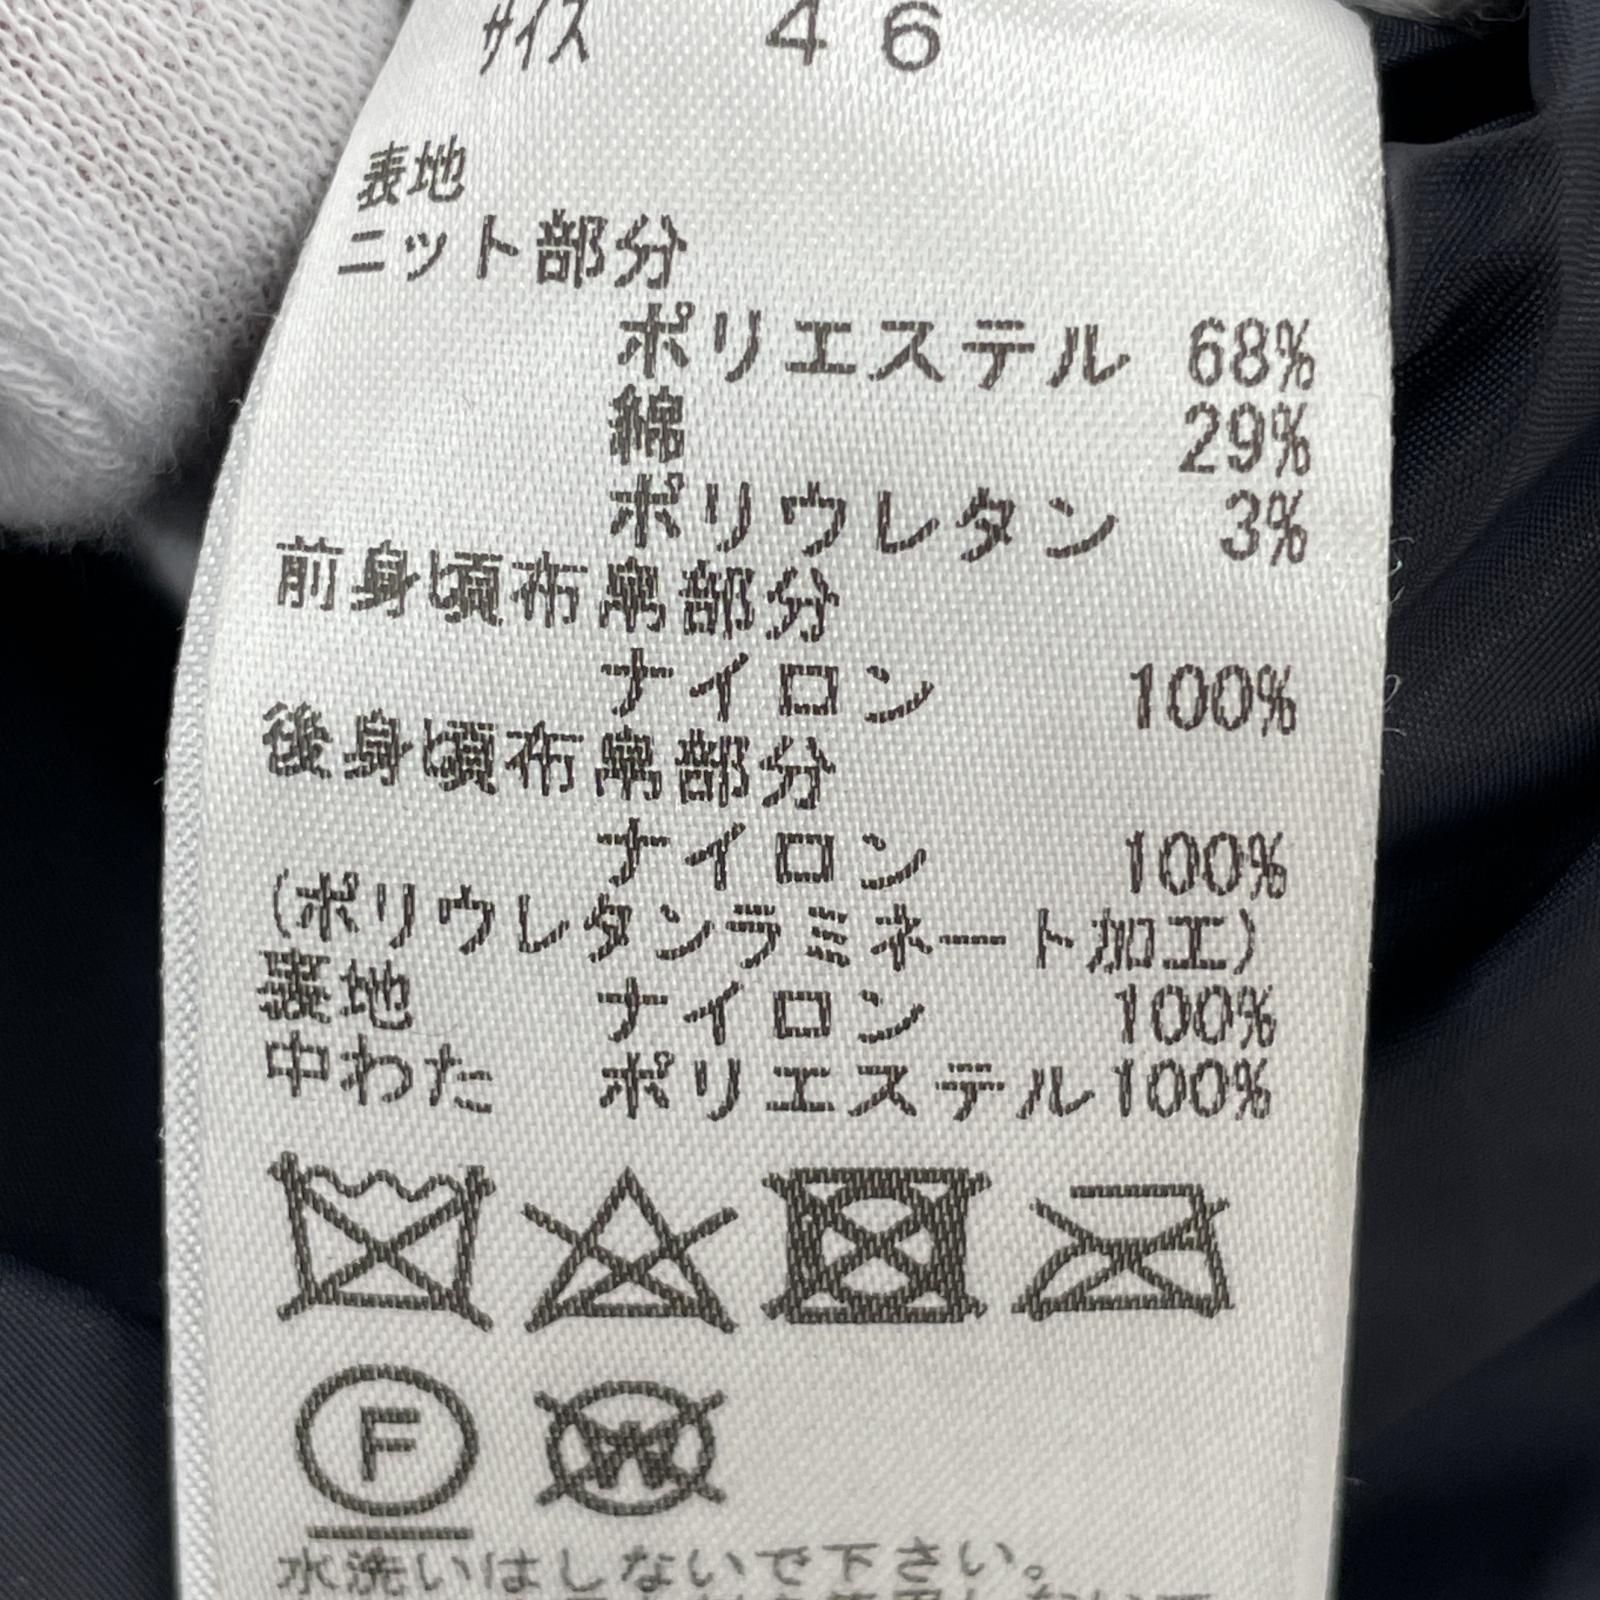 サイズ 46
表地
ニット部分
ポリエステル 68%
綿 29%
ポリウレタン 3%
前身頃布帛部分
ナイロン 100%
後身頃布帛部分
ナイロン 100%
(ポリウレタンラミネート加工)
裏地 ナイロン 100%
中わた ポリエステル 100%
F
W
水洗いはしないで下さい。